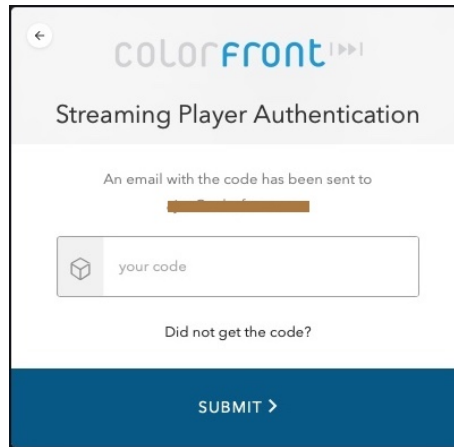 colorfront
Streaming Player Authentication
An email with the code has been sent to
your code
Did not get the code?
SUBMIT >